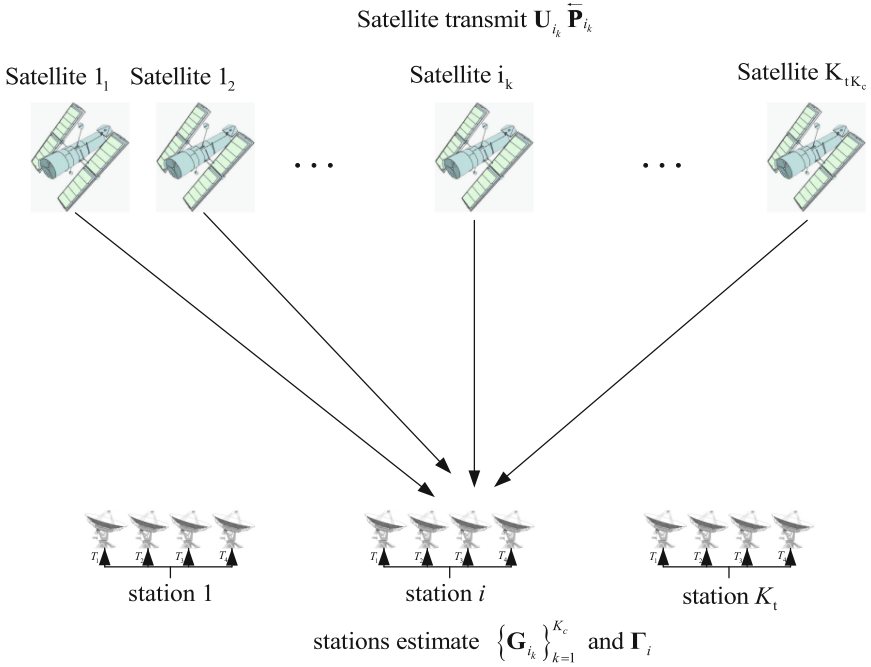 Satellite transmit U_{i_k} \overleftarrow{P}_{i_k}
Satellite 1_1 Satellite 1_2 Satellite i_k Satellite K_{tK_c}
... ...
T_1 T_2 T_3 T_4 T_1 T_2 T_3 T_4 T_1 T_2 T_3 T_4
station 1 station i station K_t
stations estimate {G_{i_k}}_{k=1}^{K_c} and Γ_i